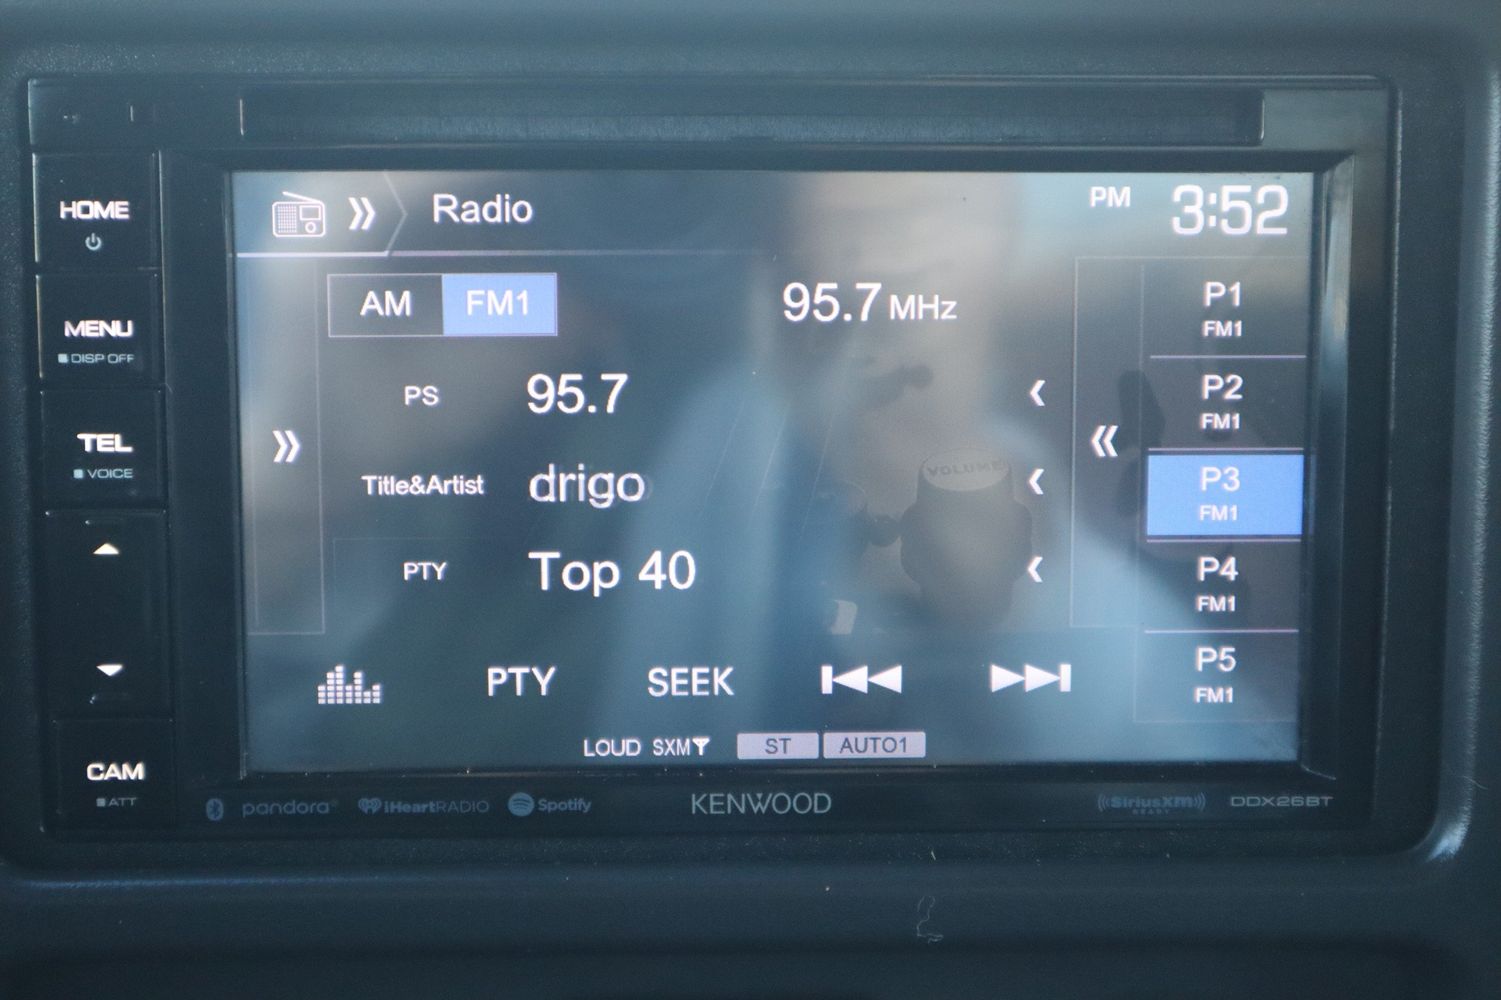 HOME
MENU
DISP OFF
TEL
VOICE
CAM
ATT
Radio
PM 3:52
AM FM1
95.7 MHz
PS 95.7
Title&Artist drigo
PTY Top 40
P1
FM1
P2
FM1
P3
FM1
P4
FM1
P5
FM1
PTY SEEK
LOUD SXM ST AUTO1
VOLUME
pandora iHeartRADIO Spotify KENWOOD SiriusXM DDX26BT
READY